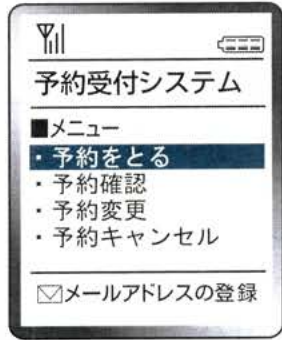 予約受付システム
■メニュー
・予約をとる
・予約確認
・予約変更
・予約キャンセル
メールアドレスの登録